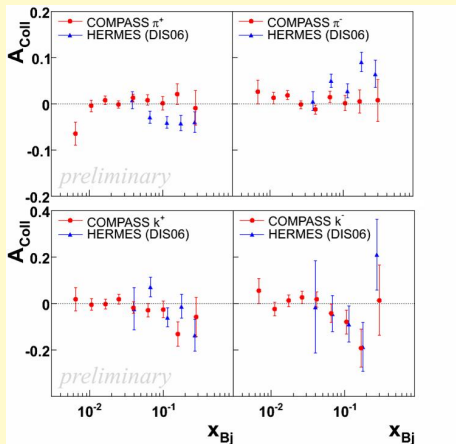 A_Coll
0.2
0.1
0
-0.1
-0.2
COMPASS π⁺
HERMES (DIS06)
preliminary
COMPASS π⁻
HERMES (DIS06)
A_Coll
0.4
0.2
0
-0.2
COMPASS k⁺
HERMES (DIS06)
preliminary
COMPASS k⁻
HERMES (DIS06)
10⁻² 10⁻¹ 10⁻² 10⁻¹
x_Bj x_Bj